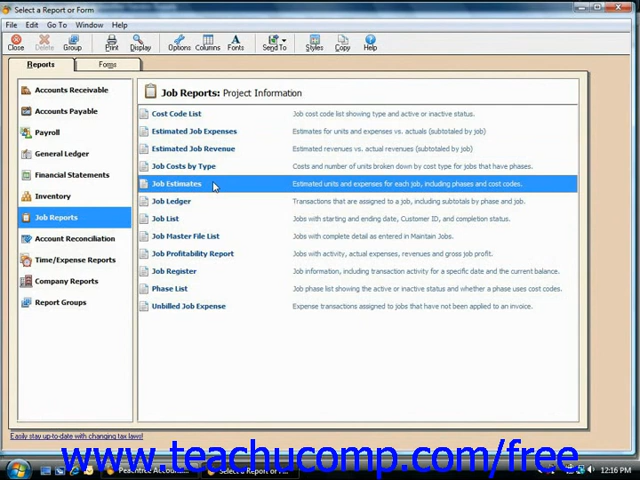 Select a Report or Form
File Edit Go To Window Help
Close Delete Group Print Display Options Columns Fonts Send To Styles Copy Help
Reports Forms
Accounts Receivable
Accounts Payable
Payroll
General Ledger
Financial Statements
Inventory
Job Reports
Account Reconciliation
Time/Expense Reports
Company Reports
Report Groups
Job Reports: Project Information
Cost Code List Job cost code list showing type and active or inactive status.
Estimated Job Expenses Estimates for units and expenses vs. actuals (subtotaled by job)
Estimated Job Revenue Estimated revenues vs. actual revenues (subtotaled by job)
Job Costs by Type Costs and number of units broken down by cost type for jobs that have phases.
Job Estimates Estimated units and expenses for each job, including phases and cost codes.
Job Ledger Transactions that are assigned to a job, including subtotals by phase and job.
Job List Jobs with starting and ending date, Customer ID, and completion status.
Job Master File List Jobs with complete detail as entered in Maintain Jobs.
Job Profitability Report Jobs with activity, actual expenses, revenues and gross job profit.
Job Register Job information, including transaction activity for a specific date and the current balance.
Phase List Job phase list showing the active or inactive status and whether a phase uses cost codes.
Unbilled Job Expense Expense transactions assigned to jobs that have not been applied to an invoice.
Easily stay up-to-date with changing tax laws!
www.teachucomp.com/free
Peachtree Account... Select a Report or F... 12:16 PM